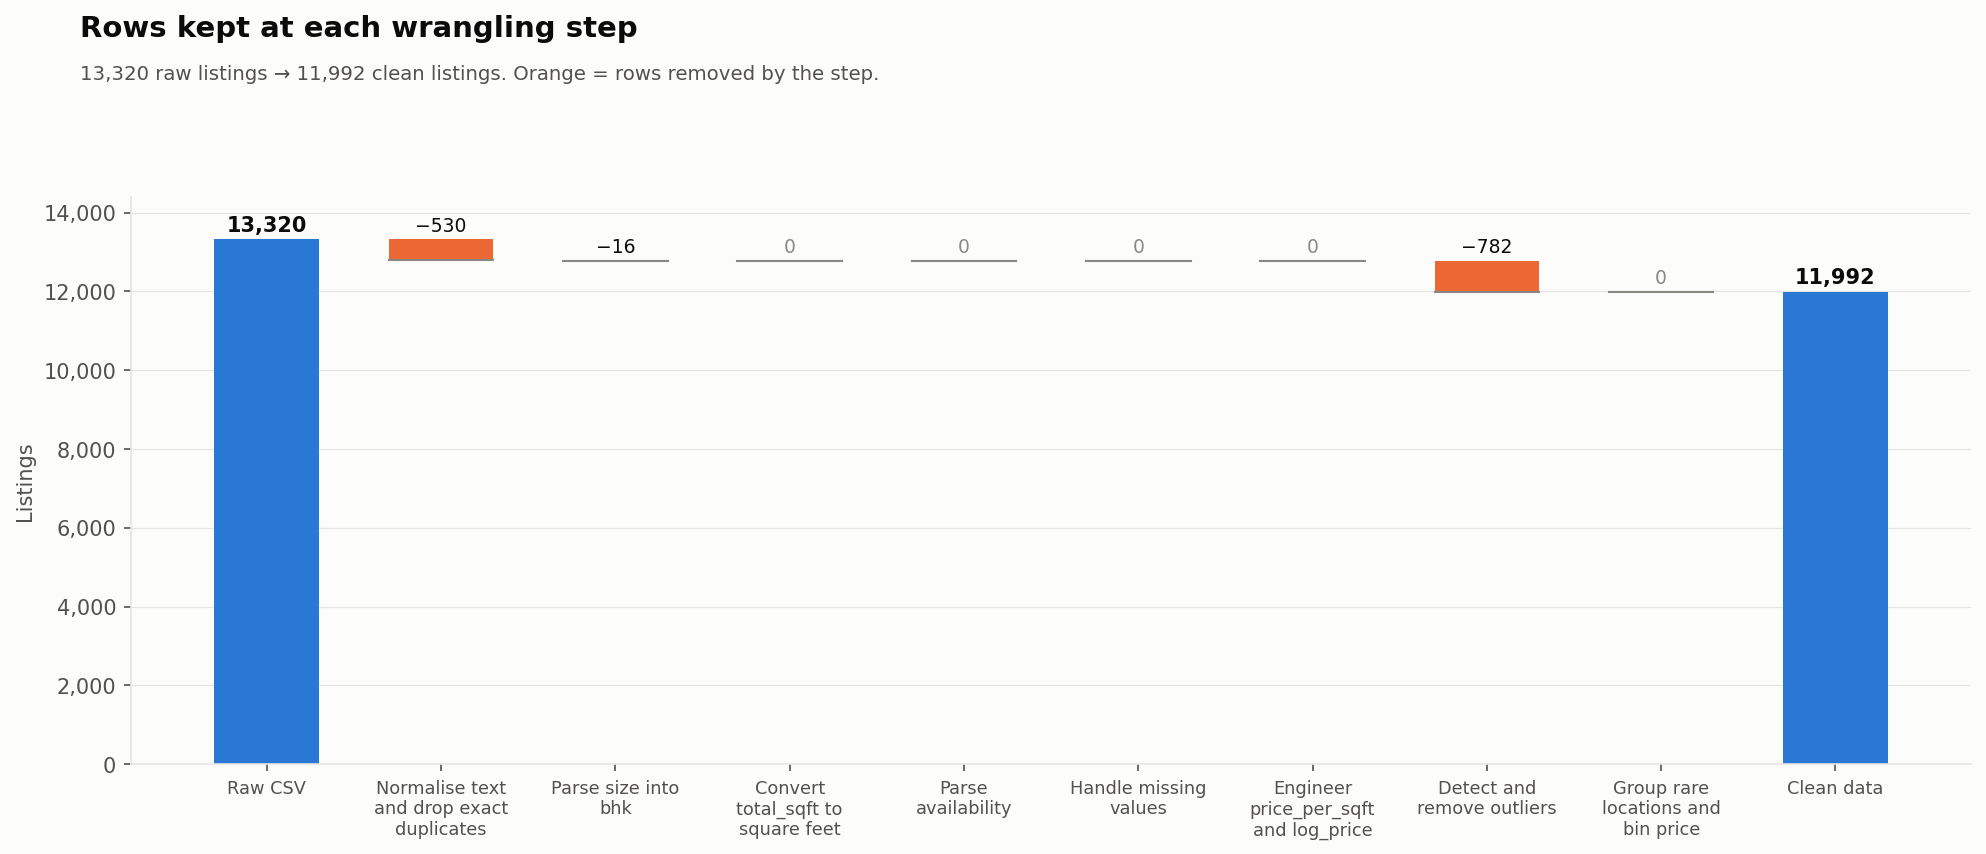 Rows kept at each wrangling step
13,320 raw listings → 11,992 clean listings. Orange = rows removed by the step.
Listings
14,000
12,000
10,000
8,000
6,000
4,000
2,000
0
13,320
−530
−16
0
0
0
0
−782
0
11,992
Raw CSV
Normalise text
and drop exact
duplicates
Parse size into
bhk
Convert
total_sqft to
square feet
Parse
availability
Handle missing
values
Engineer
price_per_sqft
and log_price
Detect and
remove outliers
Group rare
locations and
bin price
Clean data